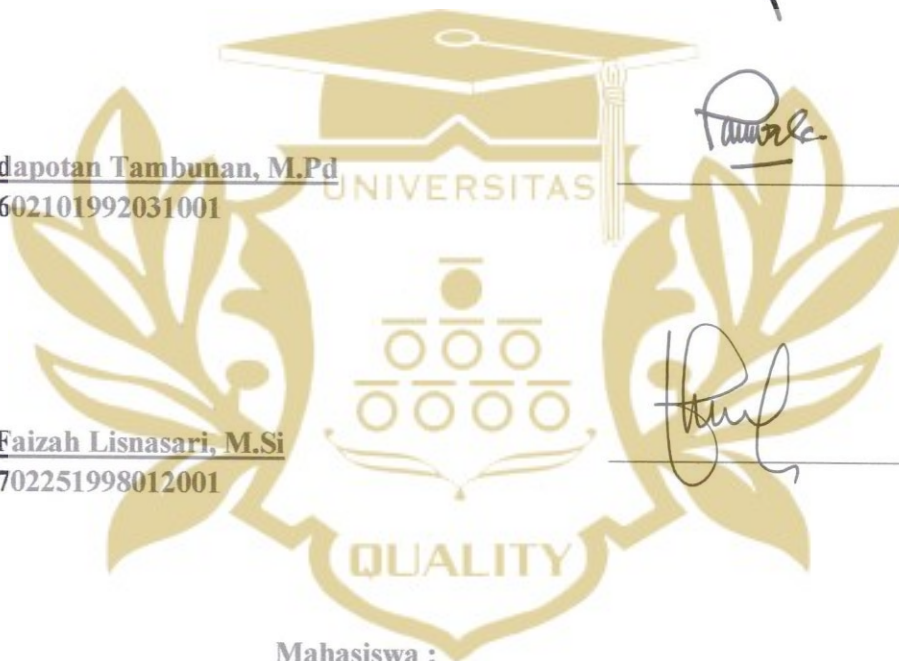 dapotan Tambunan, M.Pd
602101992031001
UNIVERSITAS
Faizah Lisnasari, M.Si
702251998012001
QUALITY
Mahasiswa :